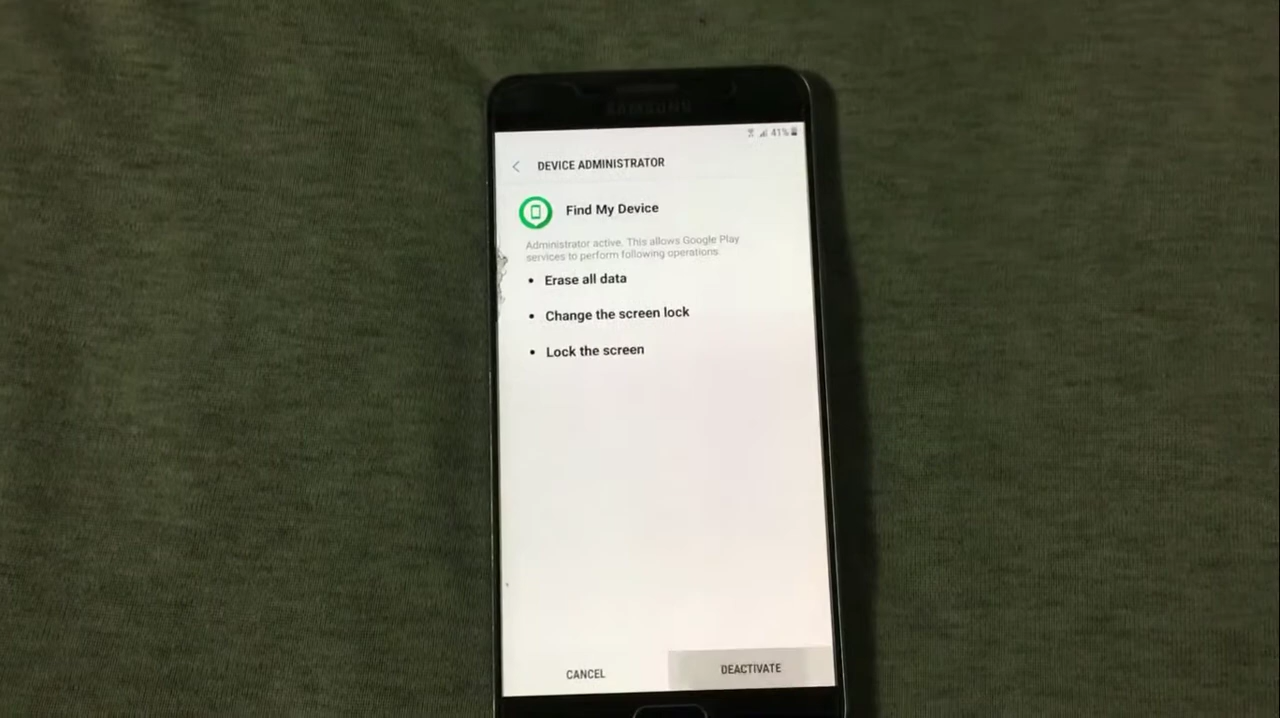 SAMSUNG
41%
DEVICE ADMINISTRATOR
Find My Device
Administrator active. This allows Google Play
services to perform following operations.
• Erase all data
• Change the screen lock
• Lock the screen
CANCEL
DEACTIVATE